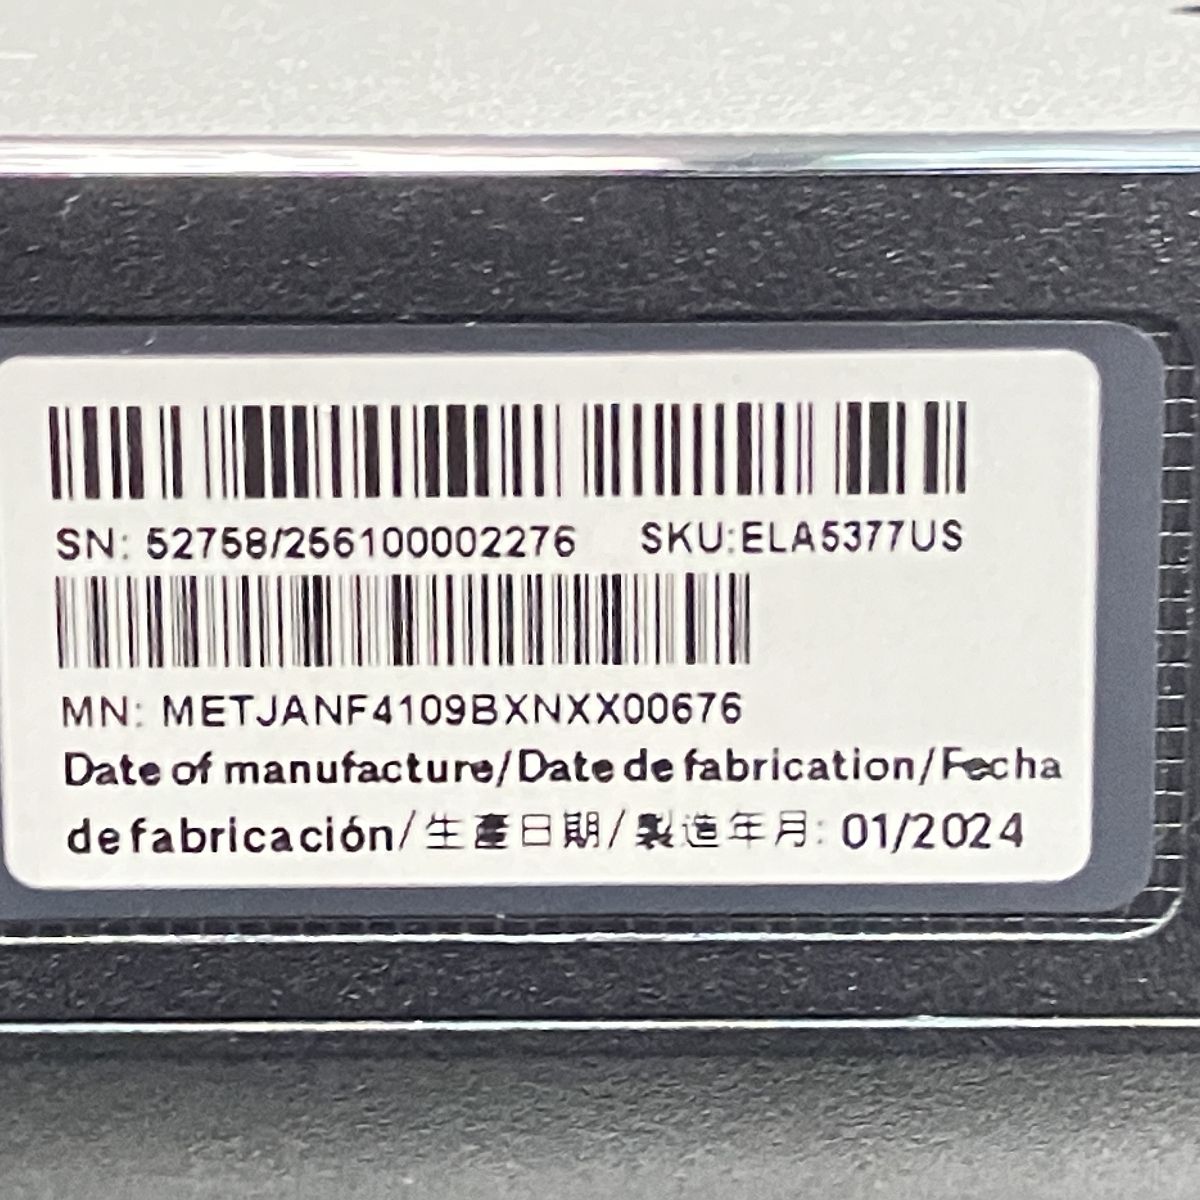 SN: 52758/256100002276 SKU:ELA5377US
MN: METJANF4109BXNXX00676
Date of manufacture/Date de fabrication/Fecha
de fabricación/生產日期/製造年月: 01/2024